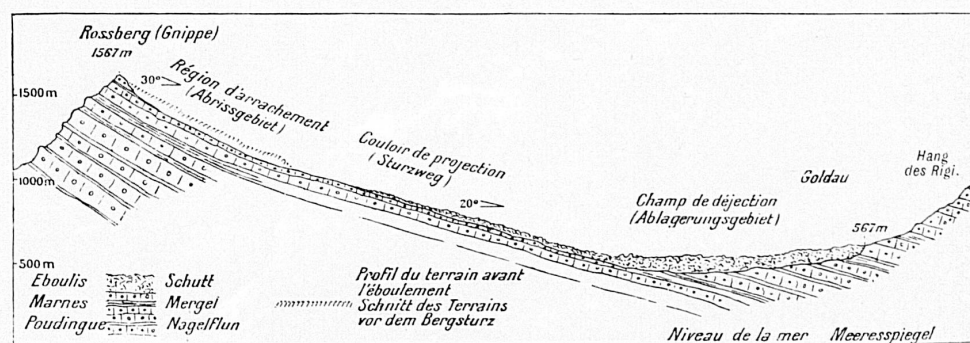 Rossberg (Gnippe)
1567 m
30°
Région d'arrachement
(Abrissgebiet)
1500 m
Couloir de projection
(Sturzweg)
20°
1000 m
Champ de déjection
(Ablagerungsgebiet)
Goldau
Hang
des Rigi.
567 m
500 m
Eboulis Schutt
Marnes Mergel
Poudingue Nagelfluh
Profil du terrain avant
l'éboulement
Schnitt des Terrains
vor dem Bergsturz
Niveau de la mer Meeresspiegel